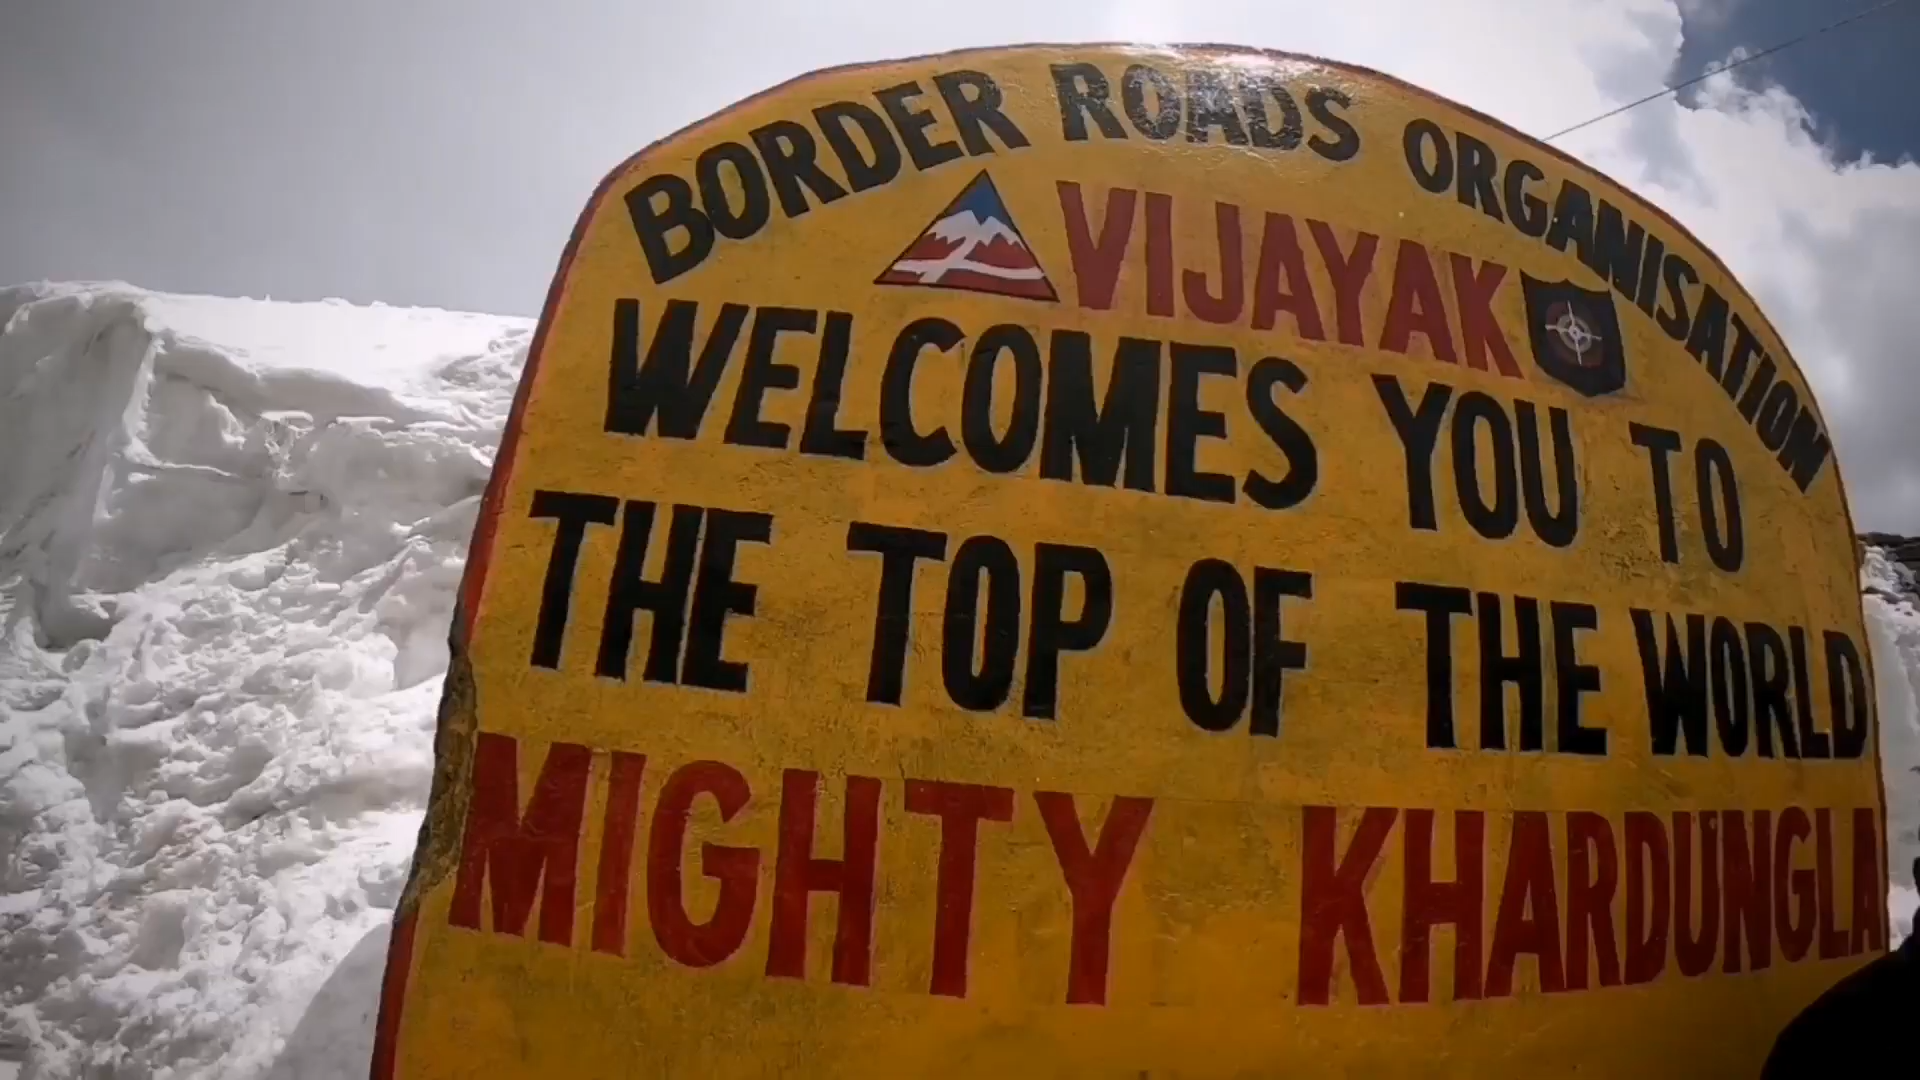 BORDER ROADS ORGANISATION
VIJAYAK
WELCOMES YOU TO
THE TOP OF THE WORLD
MIGHTY KHARDUNGLA